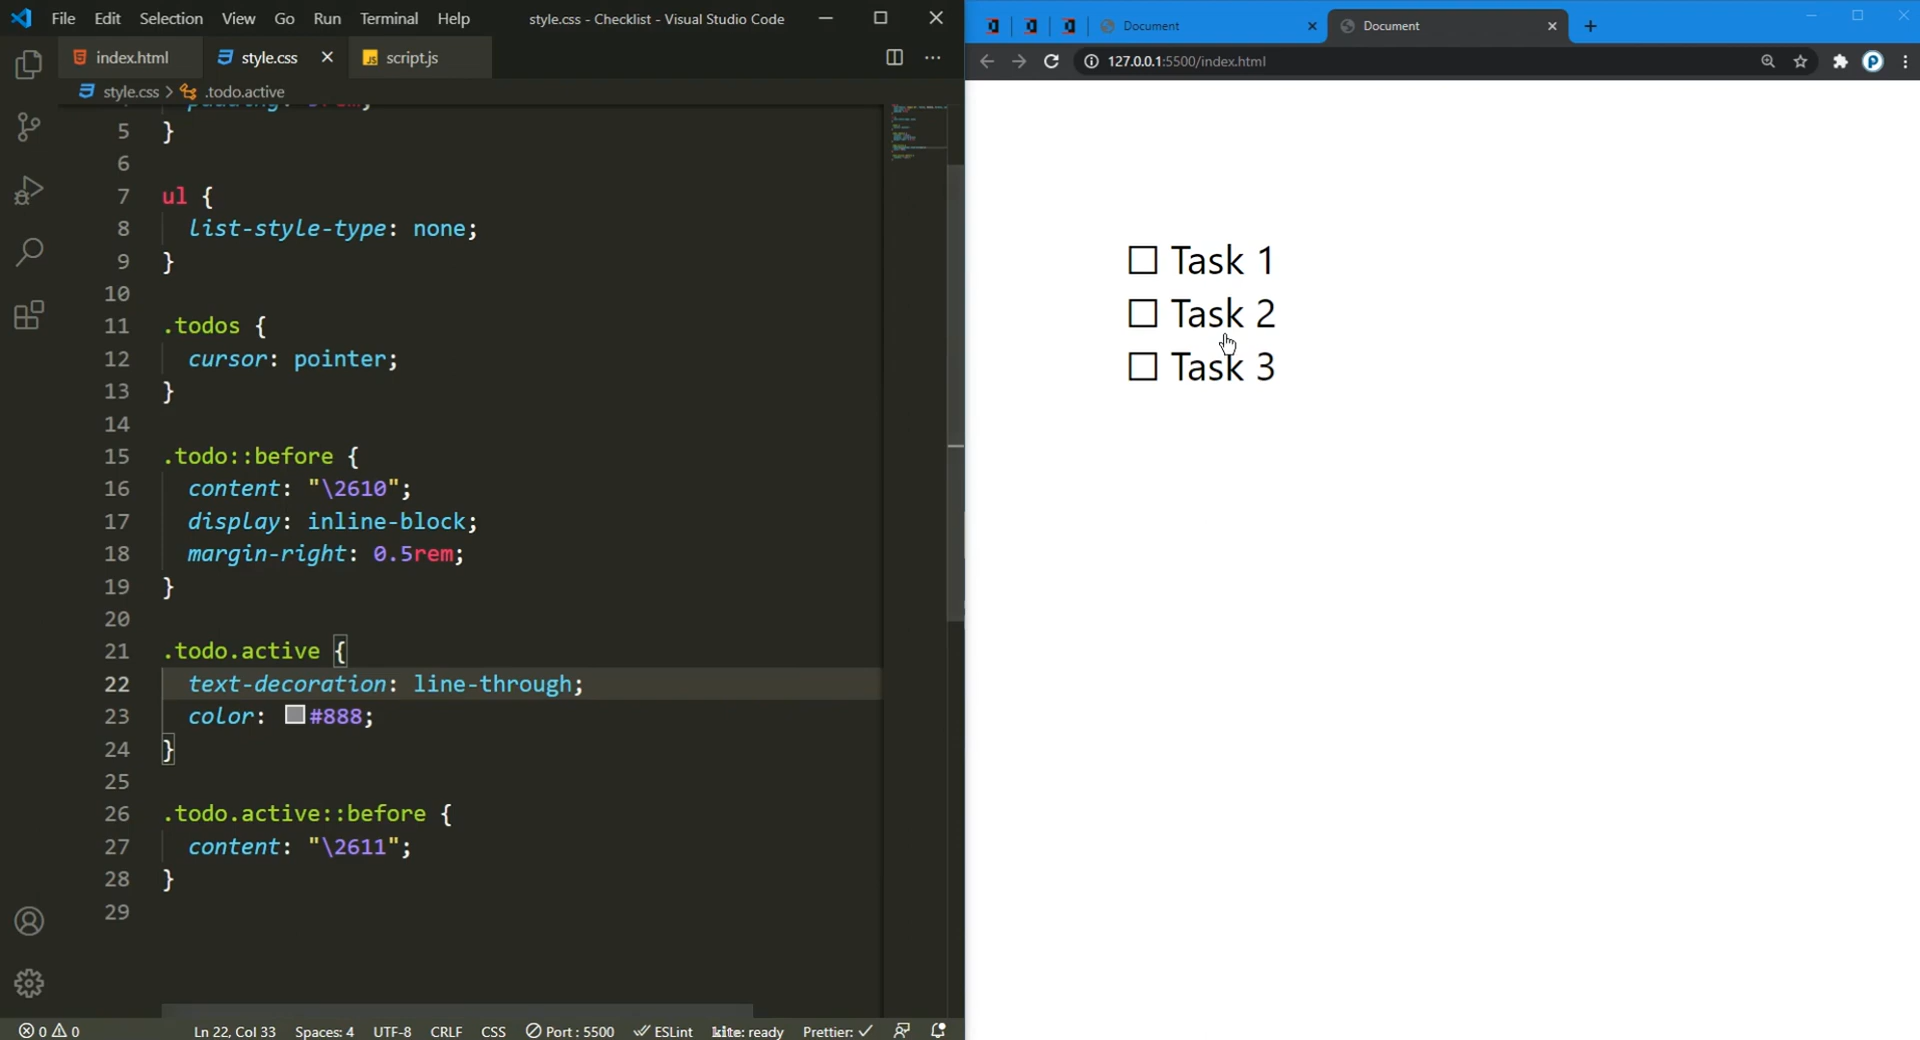 File Edit Selection View Go Run Terminal Help style.css - Checklist - Visual Studio Code
index.html style.css script.js
style.css > .todo.active
5 }
6
7 ul {
8 list-style-type: none;
9 }
10
11 .todos {
12 cursor: pointer;
13 }
14
15 .todo::before {
16 content: "\2610";
17 display: inline-block;
18 margin-right: 0.5rem;
19 }
20
21 .todo.active {
22 text-decoration: line-through;
23 color: #888;
24 }
25
26 .todo.active::before {
27 content: "\2611";
28 }
29
0 0 Ln 22, Col 33 Spaces: 4 UTF-8 CRLF CSS Port : 5500 ESLint kite: ready Prettier: ✓
Document Document
127.0.0.1:5500/index.html P
☐ Task 1
☐ Task 2
☐ Task 3